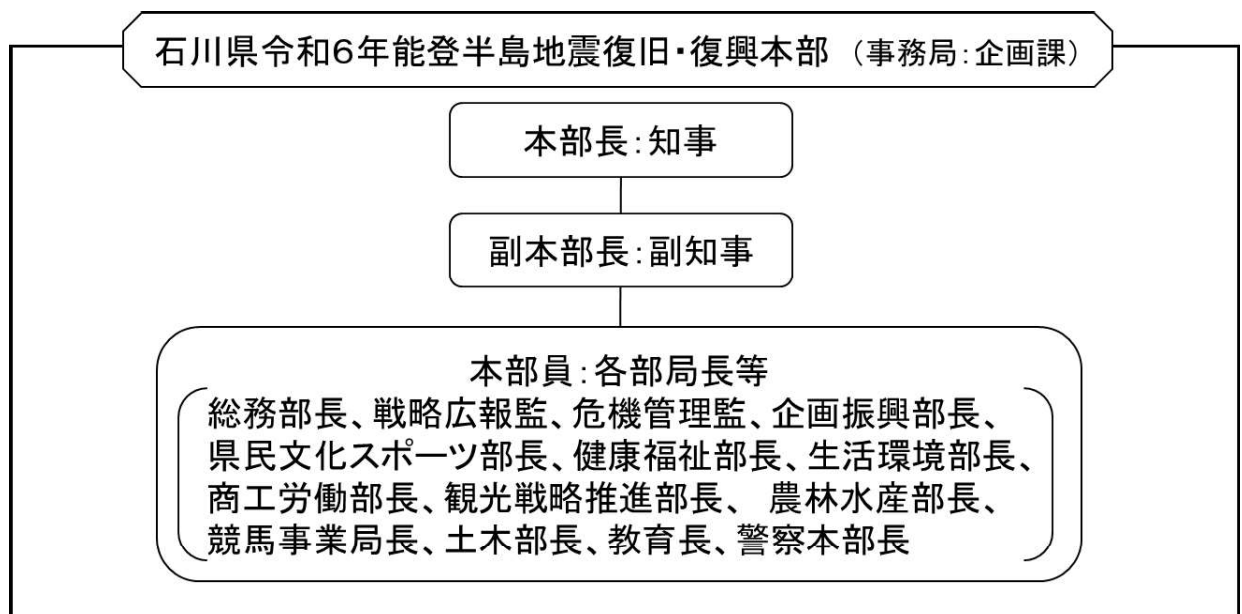 石川県令和6年能登半島地震復旧・復興本部 （事務局：企画課）
本部長：知事
副本部長：副知事
本部員：各部局長等
総務部長、戦略広報監、危機管理監、企画振興部長、
県民文化スポーツ部長、健康福祉部長、生活環境部長、
商工労働部長、観光戦略推進部長、 農林水産部長、
競馬事業局長、土木部長、教育長、警察本部長